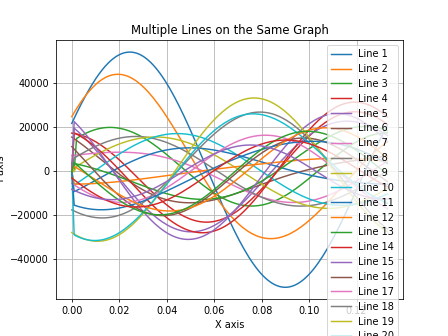 Multiple Lines on the Same Graph
40000
20000
0
−20000
−40000
0.00
0.02
0.04
0.06
0.08
0.10
X axis
Line 1
Line 2
Line 3
Line 4
Line 5
Line 6
Line 7
Line 8
Line 9
Line 10
Line 11
Line 12
Line 13
Line 14
Line 15
Line 16
Line 17
Line 18
Line 19